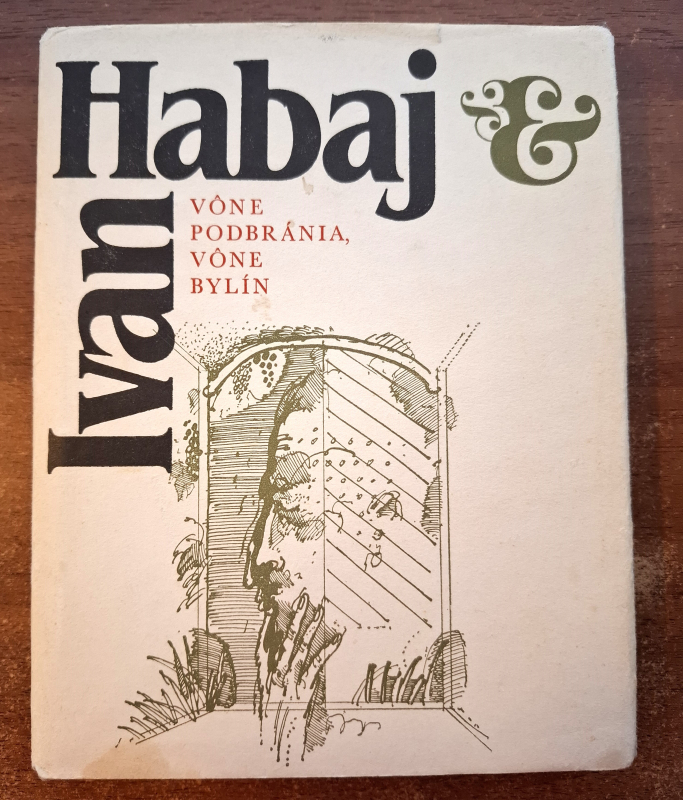 Habaj &
Ivan
VÔNE
PODBRÁNIA,
VÔNE
BYLÍN